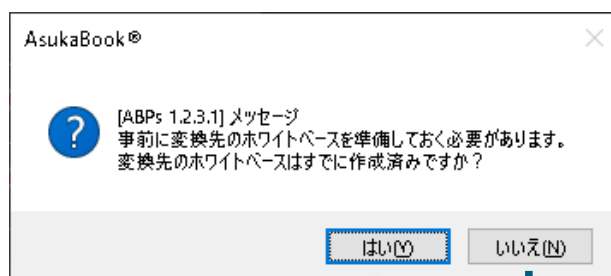 AsukaBook®
[ABPs 1.2.3.1] メッセージ
事前に変換先のホワイトベースを準備しておく必要があります。
変換先のホワイトベースはすでに作成済みですか？
はい(Y)
いいえ(N)